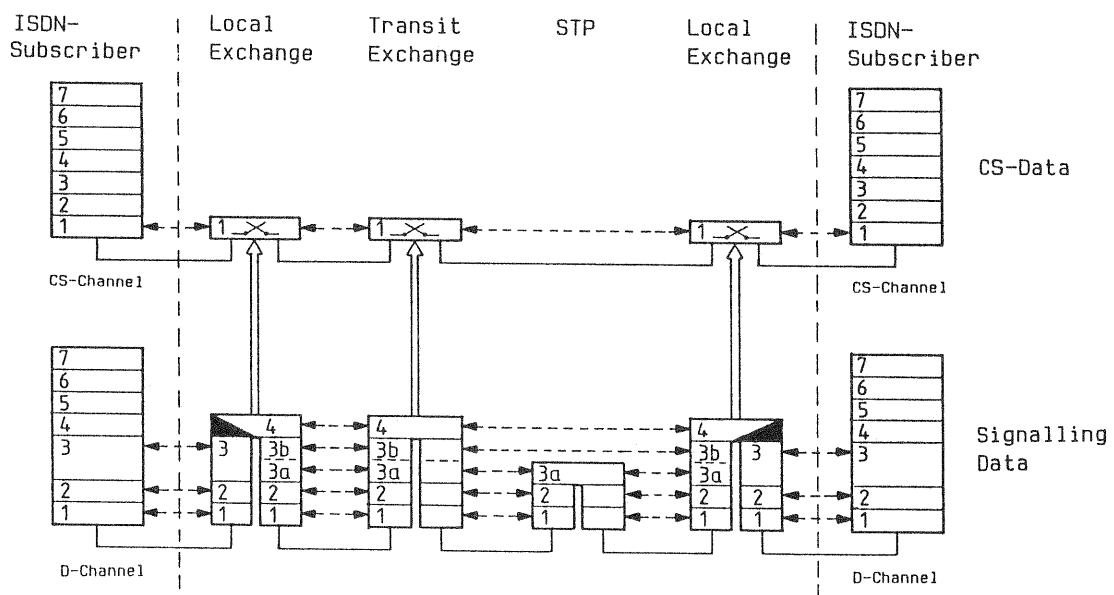 ISDN-
Subscriber
Local
Exchange
Transit
Exchange
STP
Local
Exchange
ISDN-
Subscriber
7
6
5
4
3
2
1
1
1
1
7
6
5
4
3
2
1
CS-Data
CS-Channel
CS-Channel
7
6
5
4
3
2
1
4
3
3b
3a
2
2
1
1
4
3b
3a
2
1
3a
2
1
4
3b
3
3a
2
2
1
1
7
6
5
4
3
2
1
Signalling
Data
D-Channel
D-Channel